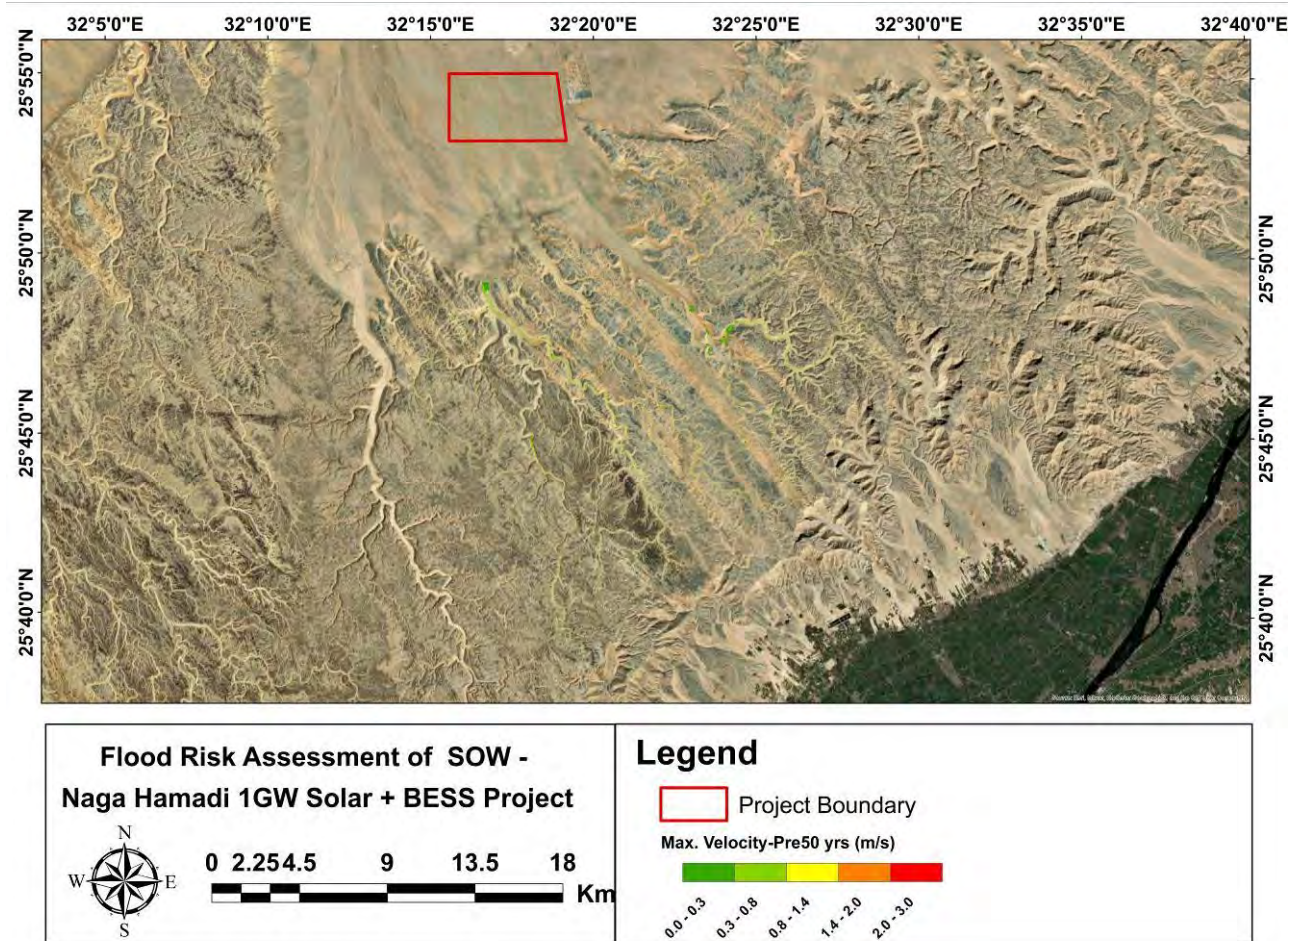 32°5'0"E 32°10'0"E 32°15'0"E 32°20'0"E 32°25'0"E 32°30'0"E 32°35'0"E 32°40'0"E
25°55'0"N
25°50'0"N 25°50'0"N
25°45'0"N 25°45'0"N
25°40'0"N 25°40'0"N
Flood Risk Assessment of SOW -
Naga Hamadi 1GW Solar + BESS Project
N
W E
S
0 2.25 4.5 9 13.5 18
Km
Legend
Project Boundary
Max. Velocity-Pre50 yrs (m/s)
0.0 - 0.3 0.3 - 0.8 0.8 - 1.4 1.4 - 2.0 2.0 - 3.0